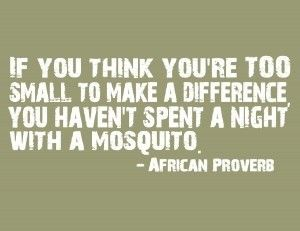 IF YOU THINK YOU'RE TOO
SMALL TO MAKE A DIFFERENCE,
YOU HAVEN'T SPENT A NIGHT
WITH A MOSQUITO.
- AFRICAN PROVERB